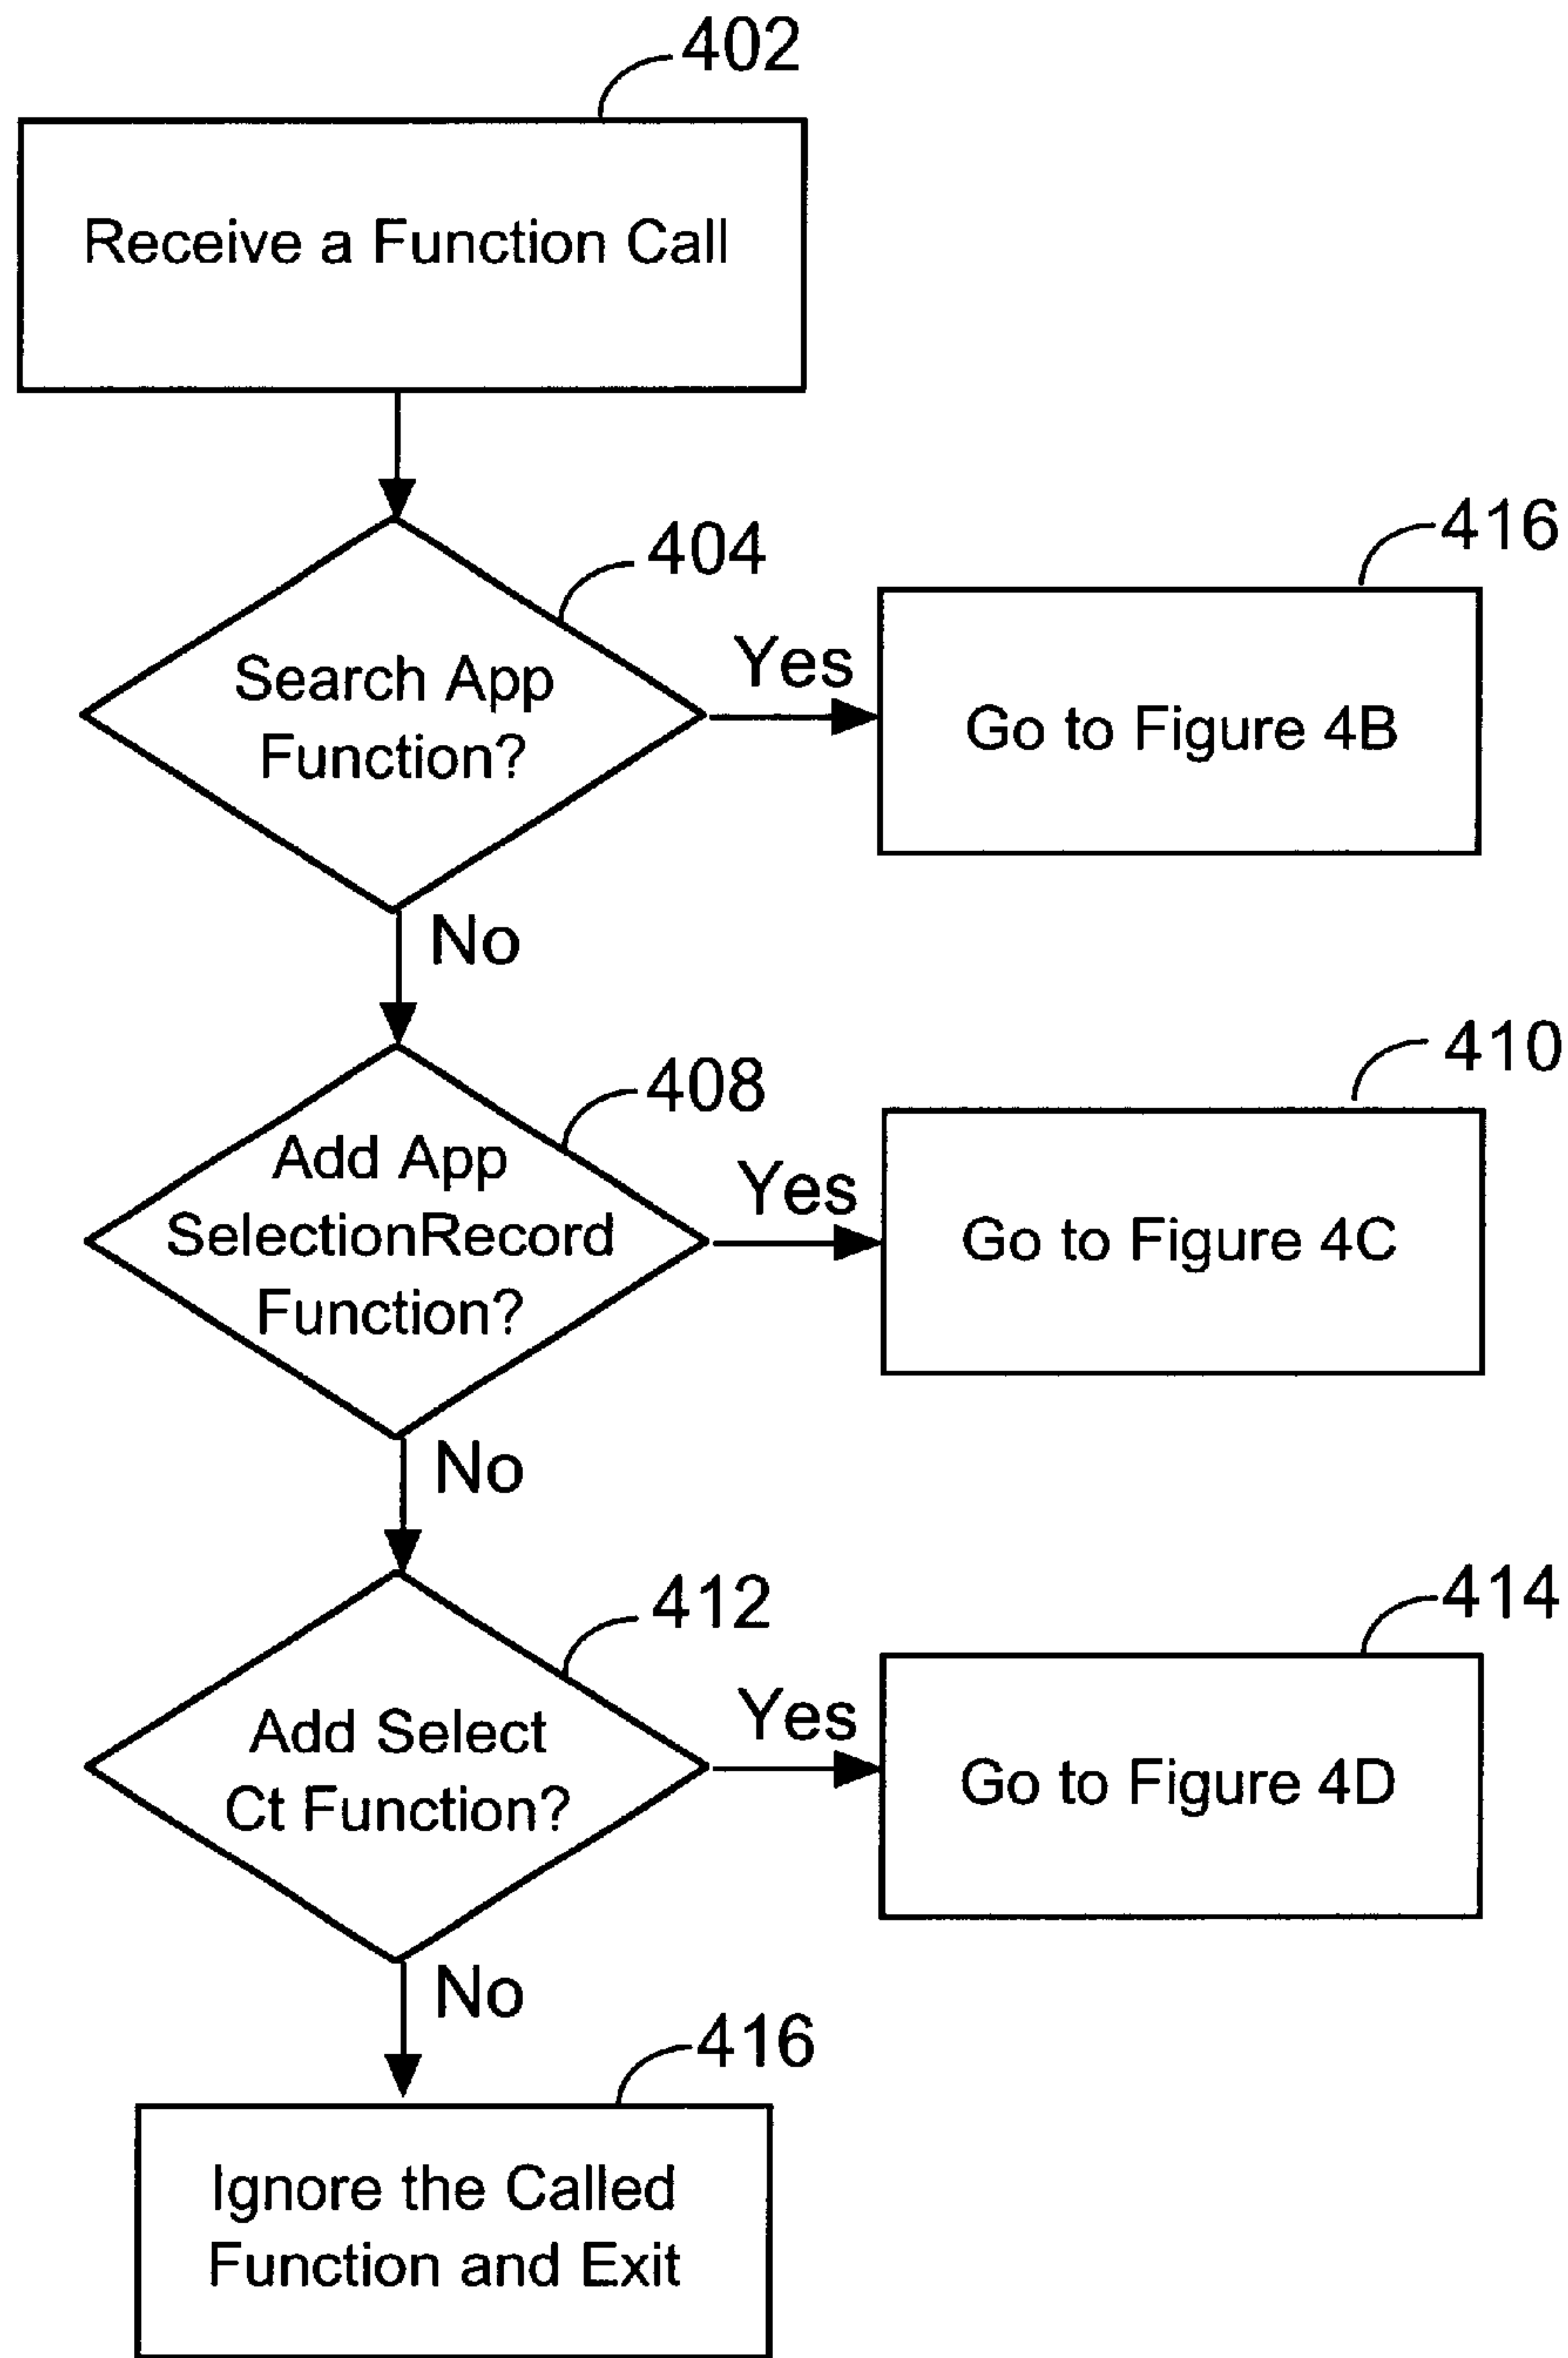 402
Receive a Function Call
404
Search App
Function?
Yes
416
Go to Figure 4B
No
408
Add App
SelectionRecord
Function?
Yes
410
Go to Figure 4C
No
412
Add Select
Ct Function?
Yes
414
Go to Figure 4D
No
416
Ignore the Called
Function and Exit